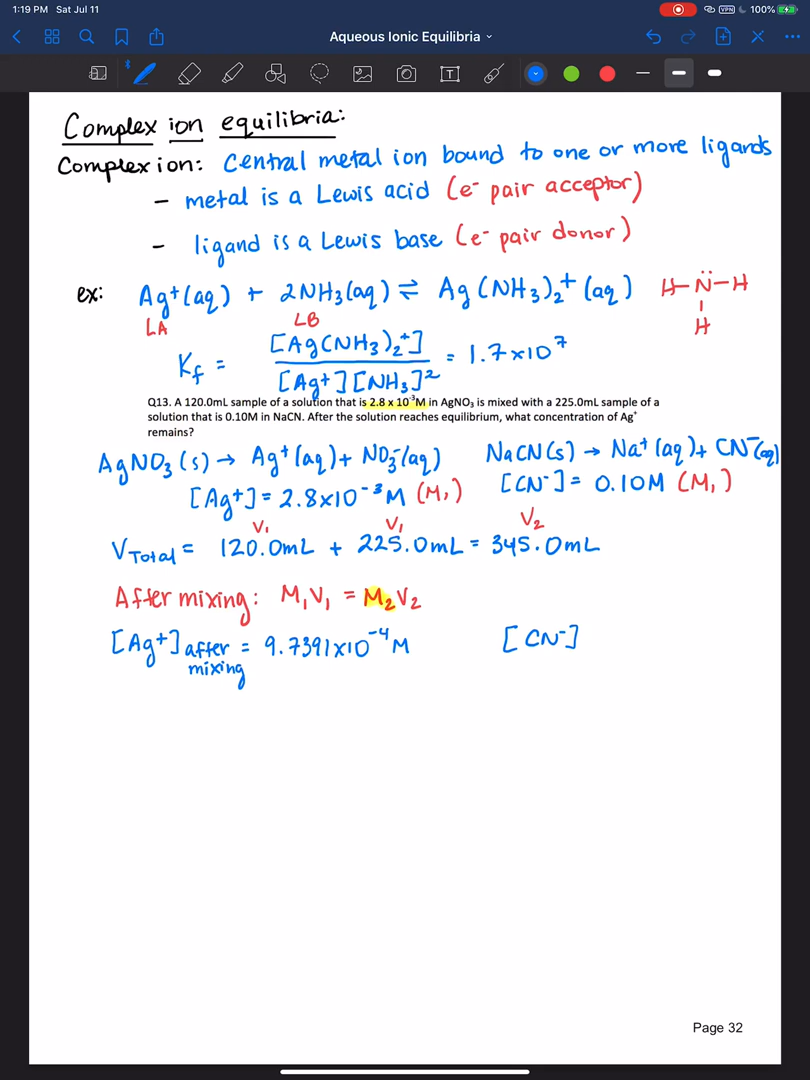 1:19 PM Sat Jul 11
VPN 100%
Aqueous Ionic Equilibria
T
Complex ion equilibria:
Complex ion: Central metal ion bound to one or more ligands
- metal is a Lewis acid (e⁻ pair acceptor)
- ligand is a Lewis base (e⁻ pair donor)
ex: Ag⁺(aq) + 2NH₃(aq) ⇌ Ag(NH₃)₂⁺(aq)
LA LB
H-N̈-H
H
Kf = [Ag(NH₃)₂⁺] / [Ag⁺][NH₃]² = 1.7×10⁷
Q13. A 120.0mL sample of a solution that is 2.8 x 10⁻³M in AgNO₃ is mixed with a 225.0mL sample of a
solution that is 0.10M in NaCN. After the solution reaches equilibrium, what concentration of Ag⁺
remains?
AgNO₃(s) → Ag⁺(aq) + NO₃⁻(aq) NaCN(s) → Na⁺(aq) + CN⁻(aq)
[Ag⁺] = 2.8×10⁻³M (M₁) [CN⁻] = 0.10M (M₁)
V₁ V₁ V₂
VTotal = 120.0mL + 225.0mL = 345.0mL
After mixing: M₁V₁ = M₂V₂
[Ag⁺] after mixing = 9.7391×10⁻⁴M [CN⁻]
Page 32